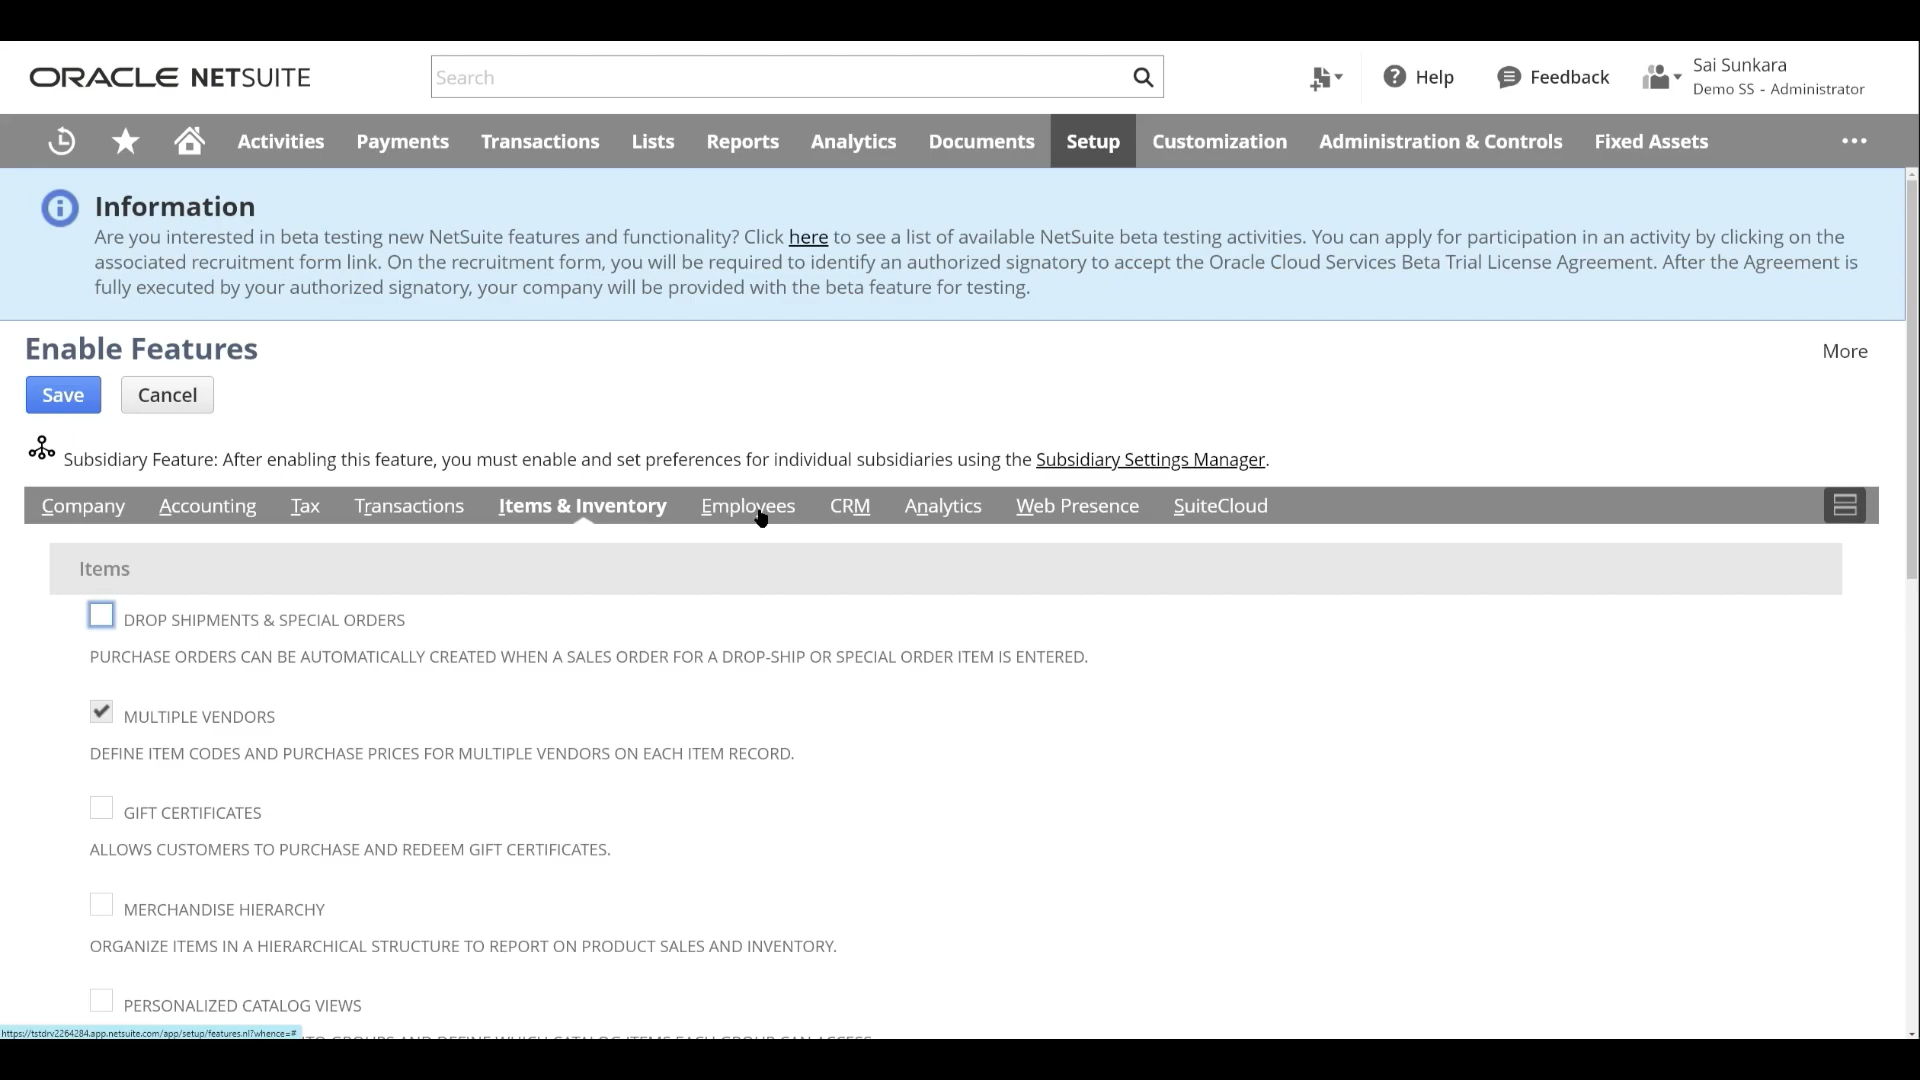 ORACLE NETSUITE
Search
Help
Feedback
Sai Sunkara
Demo SS - Administrator
Activities
Payments
Transactions
Lists
Reports
Analytics
Documents
Setup
Customization
Administration & Controls
Fixed Assets
Information
Are you interested in beta testing new NetSuite features and functionality? Click here to see a list of available NetSuite beta testing activities. You can apply for participation in an activity by clicking on the
associated recruitment form link. On the recruitment form, you will be required to identify an authorized signatory to accept the Oracle Cloud Services Beta Trial License Agreement. After the Agreement is
fully executed by your authorized signatory, your company will be provided with the beta feature for testing.
Enable Features
More
Save
Cancel
Subsidiary Feature: After enabling this feature, you must enable and set preferences for individual subsidiaries using the Subsidiary Settings Manager.
Company
Accounting
Tax
Transactions
Items & Inventory
Employees
CRM
Analytics
Web Presence
SuiteCloud
Items
DROP SHIPMENTS & SPECIAL ORDERS
PURCHASE ORDERS CAN BE AUTOMATICALLY CREATED WHEN A SALES ORDER FOR A DROP-SHIP OR SPECIAL ORDER ITEM IS ENTERED.
MULTIPLE VENDORS
DEFINE ITEM CODES AND PURCHASE PRICES FOR MULTIPLE VENDORS ON EACH ITEM RECORD.
GIFT CERTIFICATES
ALLOWS CUSTOMERS TO PURCHASE AND REDEEM GIFT CERTIFICATES.
MERCHANDISE HIERARCHY
ORGANIZE ITEMS IN A HIERARCHICAL STRUCTURE TO REPORT ON PRODUCT SALES AND INVENTORY.
PERSONALIZED CATALOG VIEWS
https://tstdrv2264284.app.netsuite.com/app/setup/features.nl?whence=#